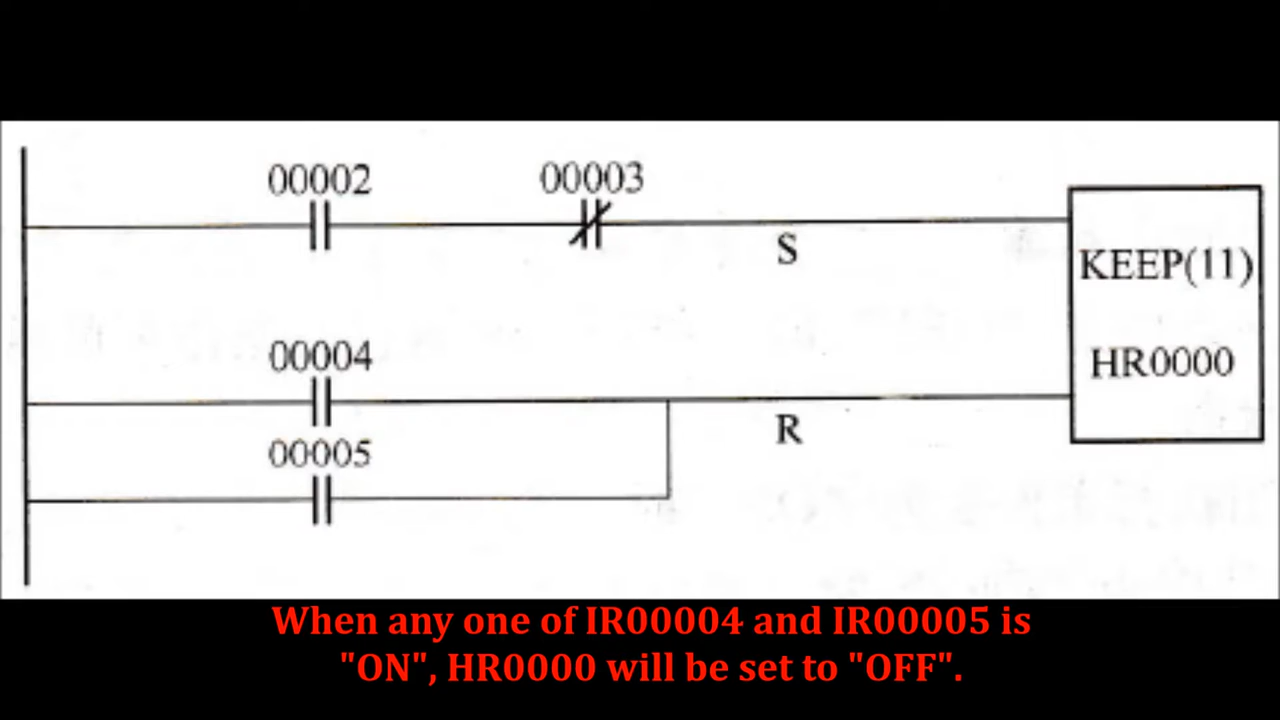 00002 00003
S
KEEP(11)
00004
HR0000
R
00005
When any one of IR00004 and IR00005 is
"ON", HR0000 will be set to "OFF".